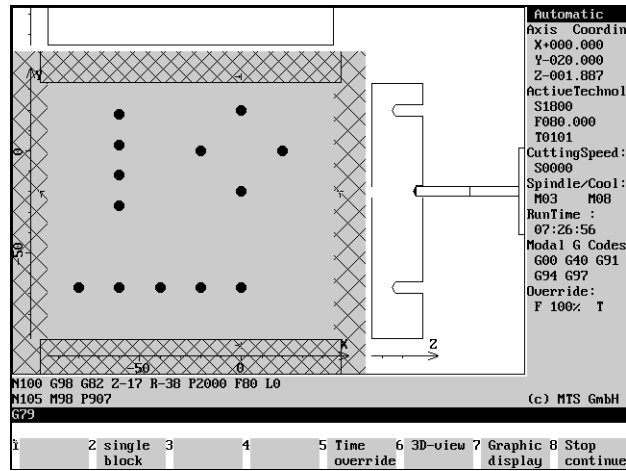 Automatic
Axis Coordin
X+000.000
Y-020.000
Z-001.887
ActiveTechnol
S1800
F080.000
T0101
CuttingSpeed:
S0000
Spindle/Cool:
M03 M08
RunTime :
07:26:56
Modal G Codes
G00 G40 G91
G94 G97
Override:
F 100% T
Y
0
-50
X
-50
0
Z
N100 G98 G82 Z-17 R-38 P2000 F80 L0
N105 M98 P907
(c) MTS GmbH
G79
1
2 single block
3
4
5 Time override
6 3D-view
7 Graphic display
8 Stop continue